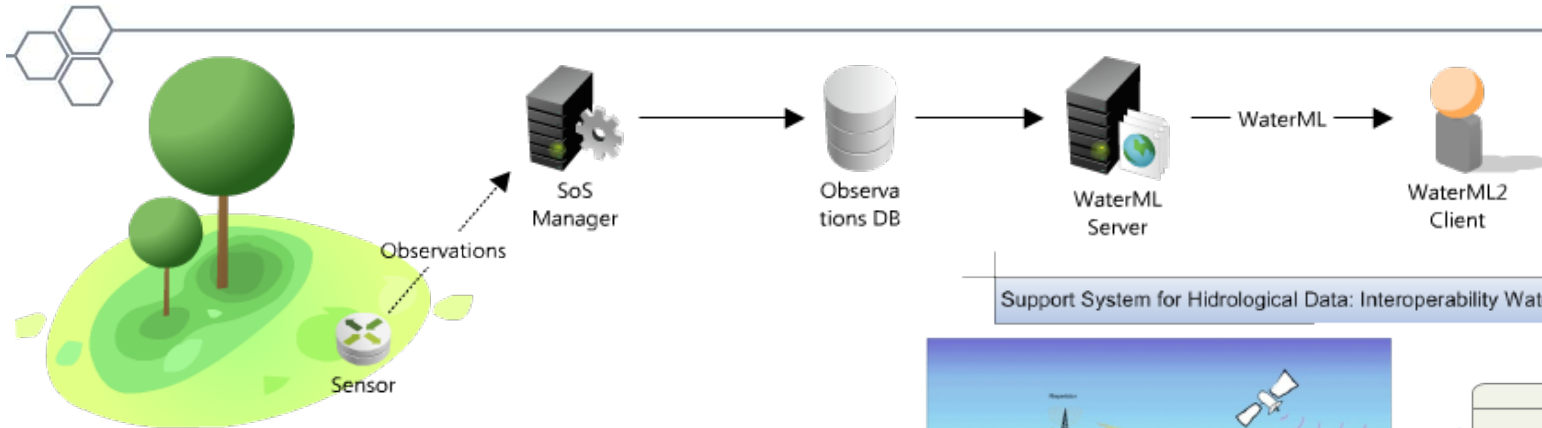 WaterML
SoS
Manager
Observa
tions DB
WaterML
Server
WaterML2
Client
Observations
Support System for Hidrological Data: Interoperability Wat
Sensor